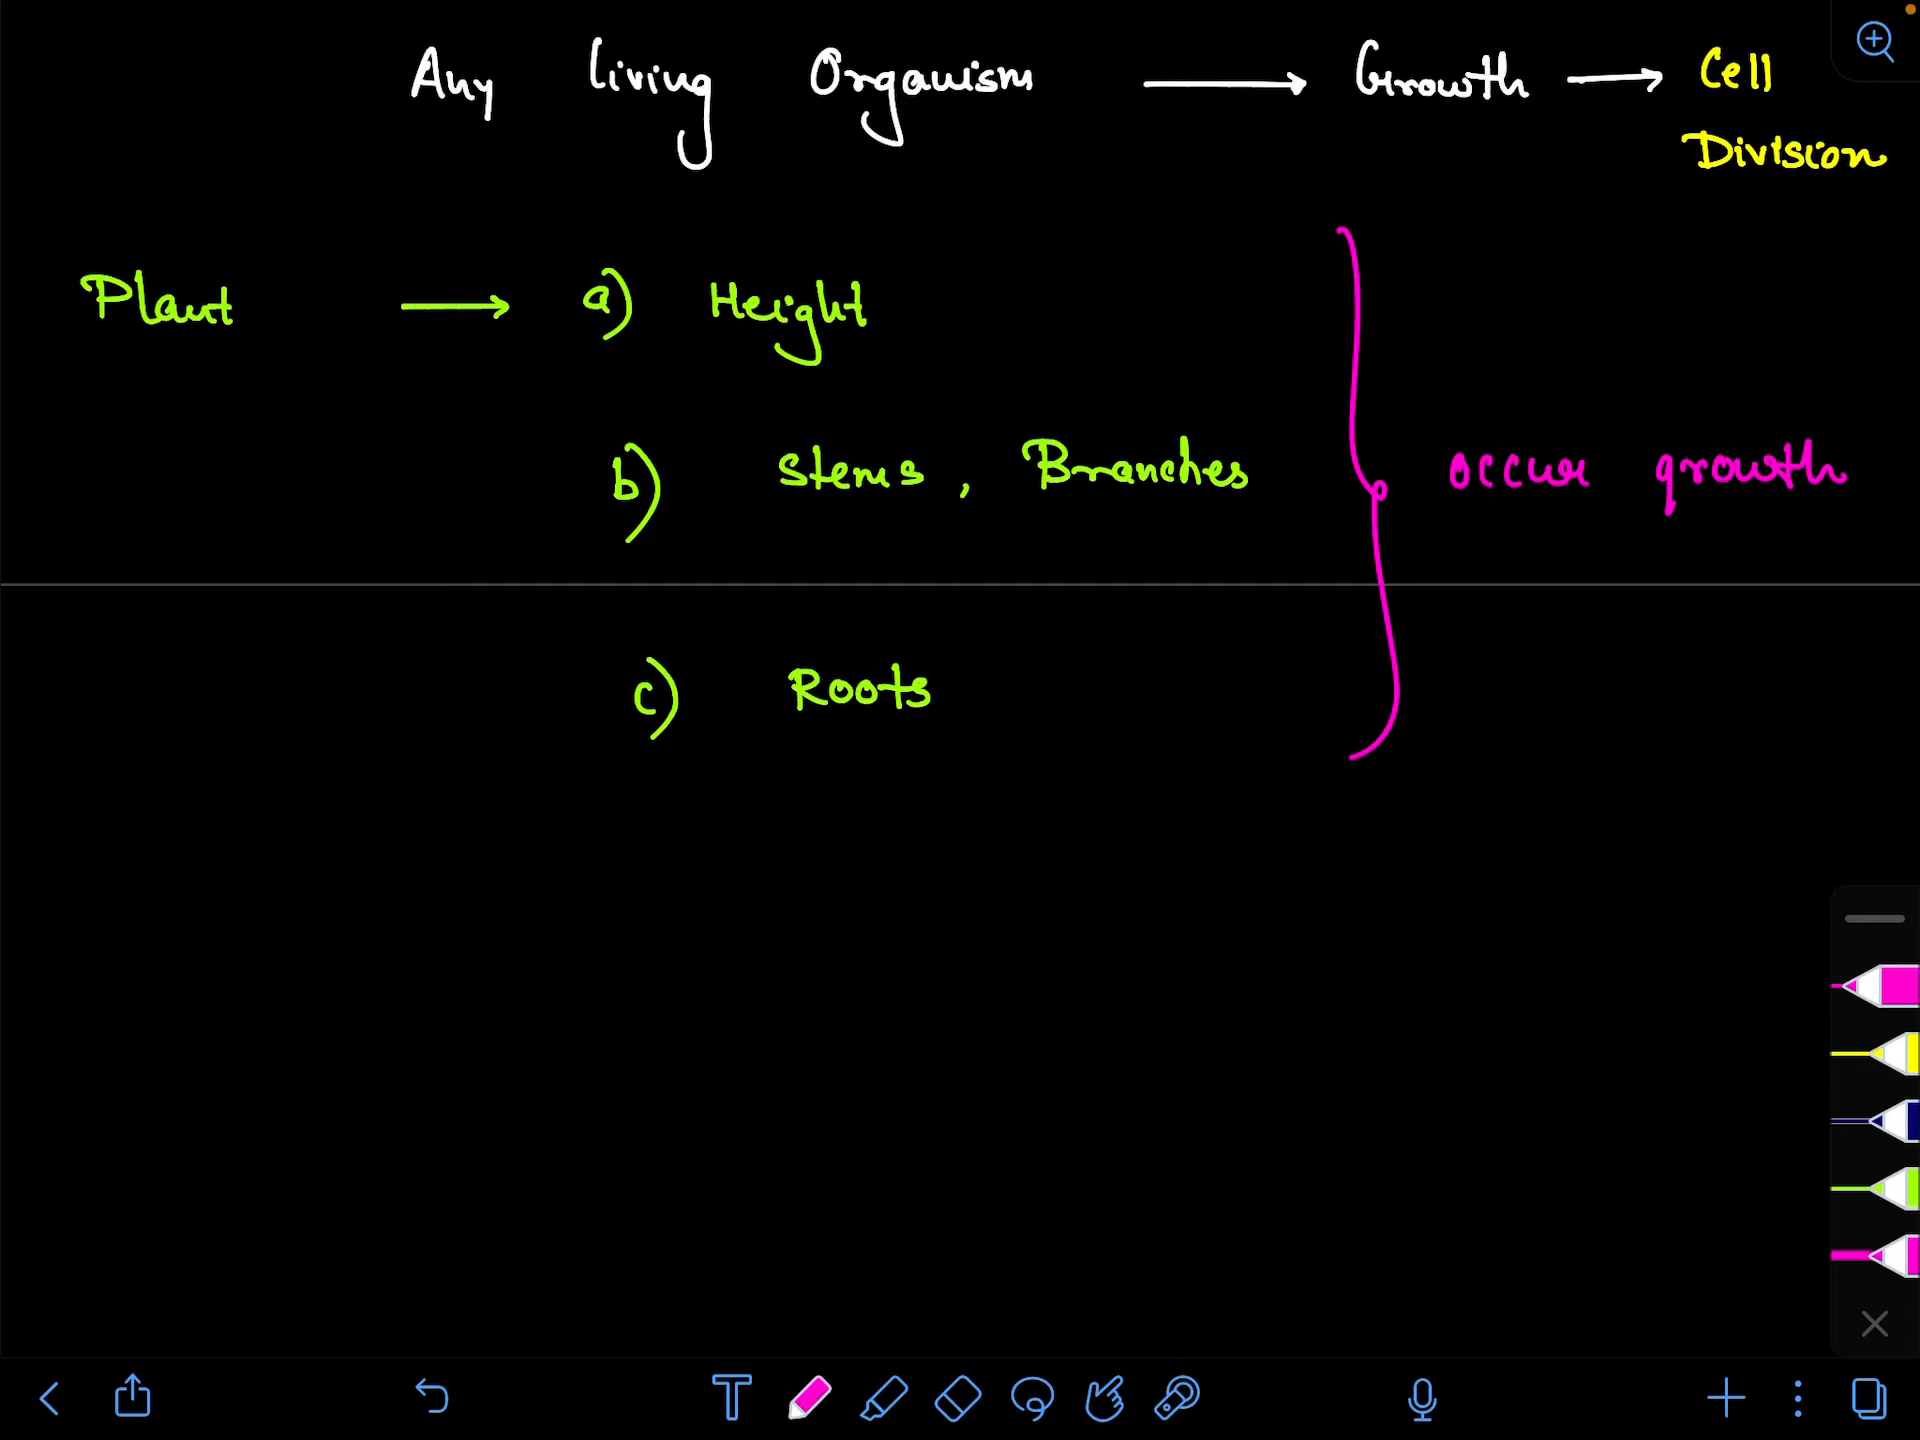 Any Living Organism → Growth → Cell
Division
Plant → a) Height
b) Stems, Branches
occur growth
c) Roots